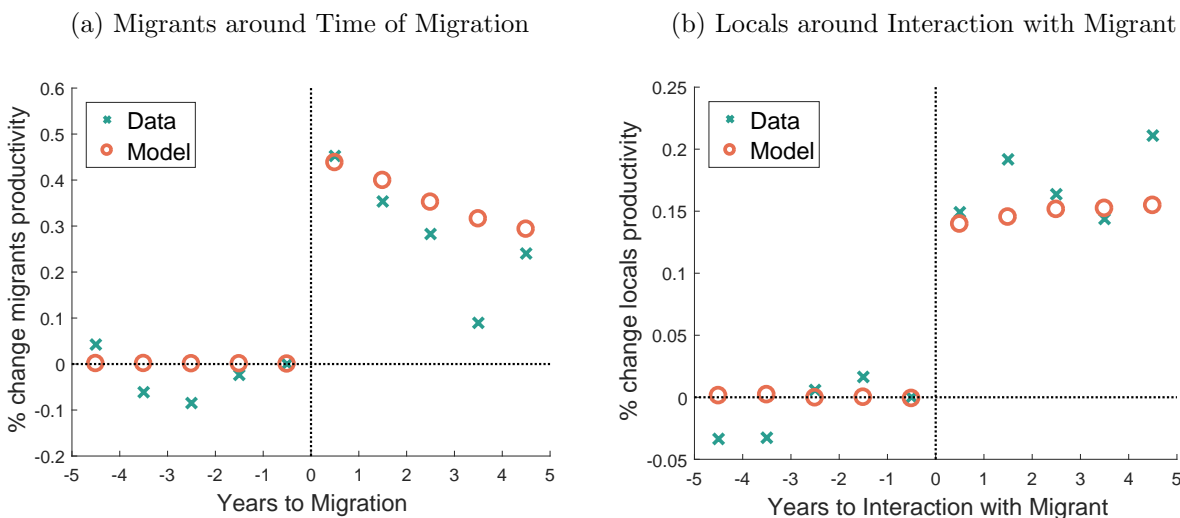 (a) Migrants around Time of Migration
0.6
0.5
0.4
0.3
0.2
0.1
0
-0.1
-0.2
% change migrants productivity
Data
Model
-5 -4 -3 -2 -1 0 1 2 3 4 5
Years to Migration
(b) Locals around Interaction with Migrant
0.25
0.2
0.15
0.1
0.05
0
-0.05
% change locals productivity
Data
Model
-5 -4 -3 -2 -1 0 1 2 3 4 5
Years to Interaction with Migrant